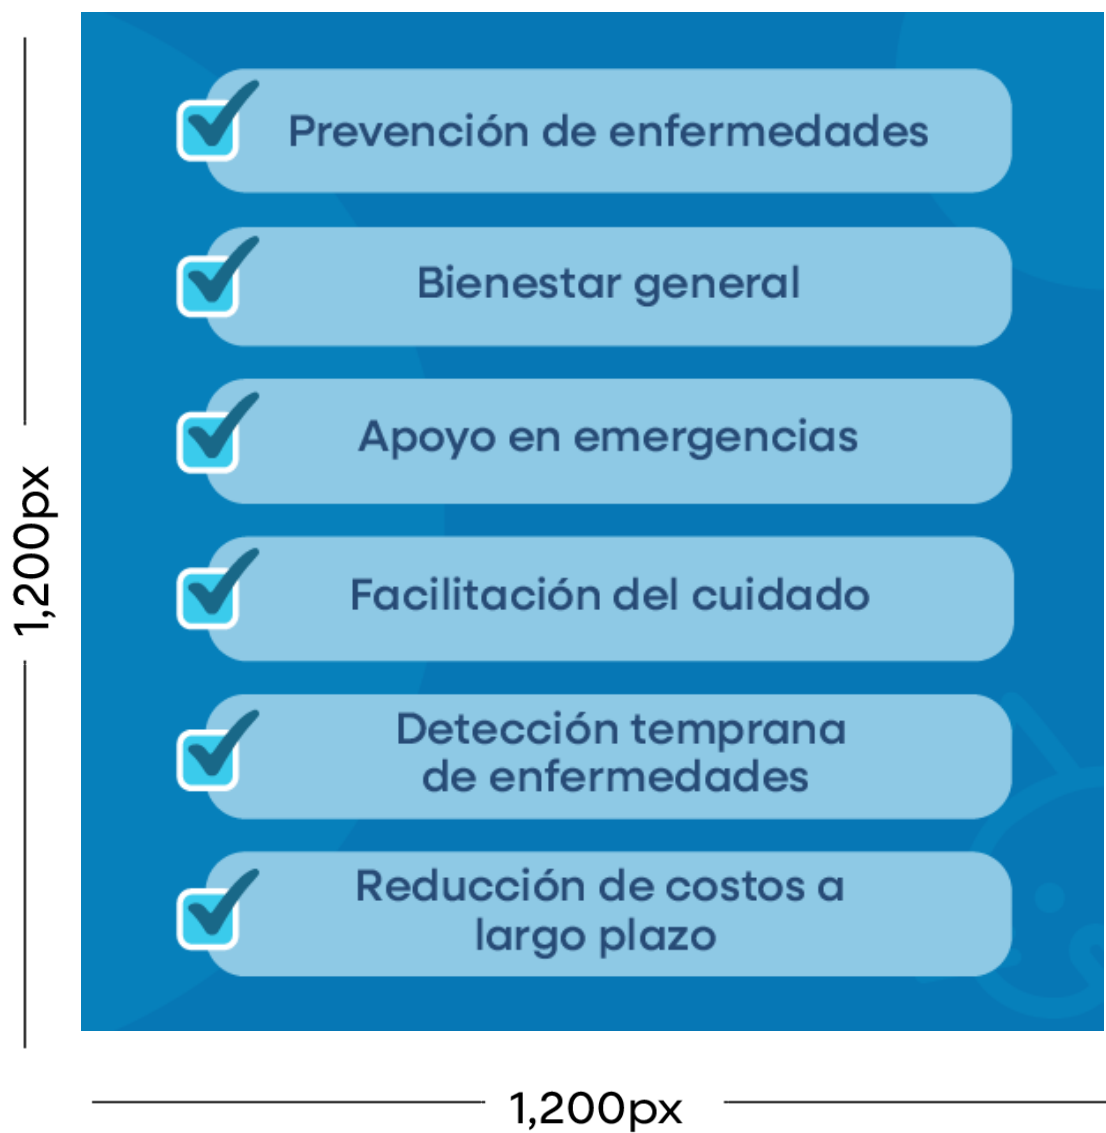 Prevención de enfermedades
Bienestar general
Apoyo en emergencias
Facilitación del cuidado
Detección temprana
de enfermedades
Reducción de costos a
largo plazo
1,200px
1,200px